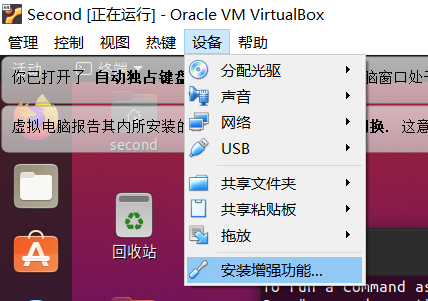 Second [正在运行] - Oracle VM VirtualBox
管理 控制 视图 热键 设备 帮助
活动 终端
你已打开了 自动独占键盘 脑窗口处于
分配光驱
声音
虚拟电脑报告其内所安装的 换. 这意
网络
second
USB
共享文件夹
共享粘贴板
拖放
回收站
安装增强功能...
To run a command as